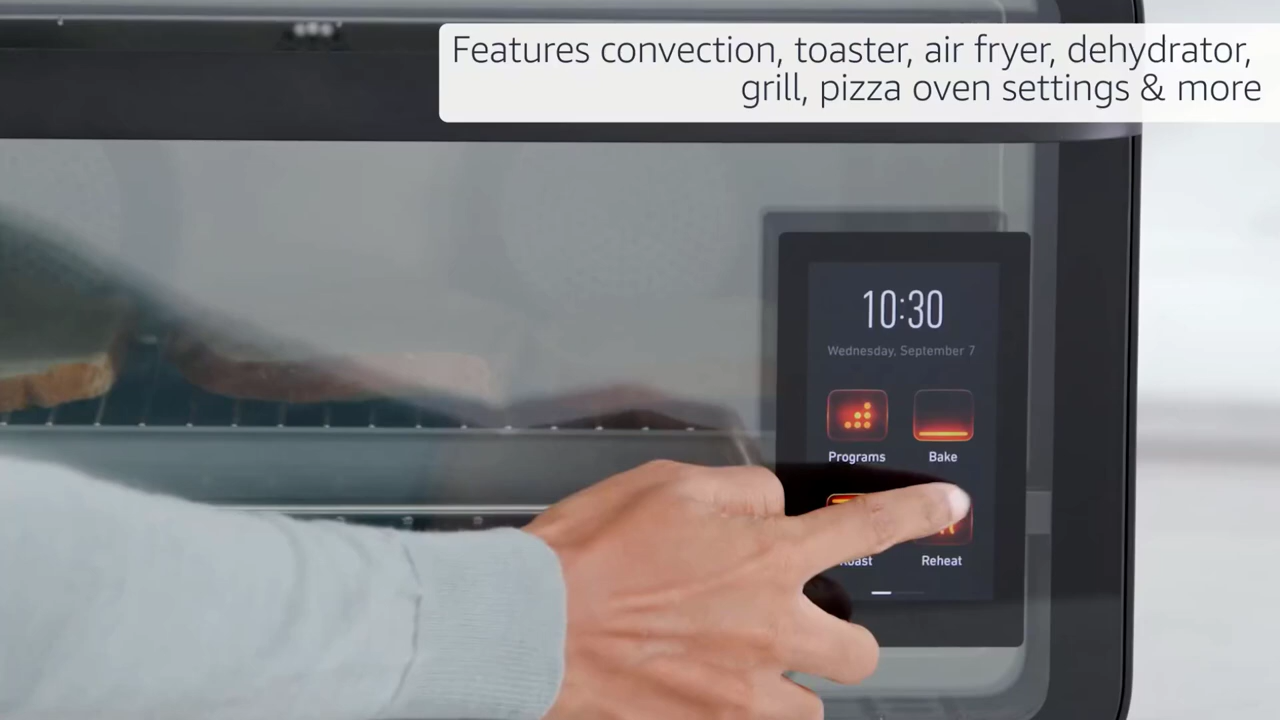 Features convection, toaster, air fryer, dehydrator,
grill, pizza oven settings & more
10:30
Wednesday, September 7
Programs Bake
Reheat